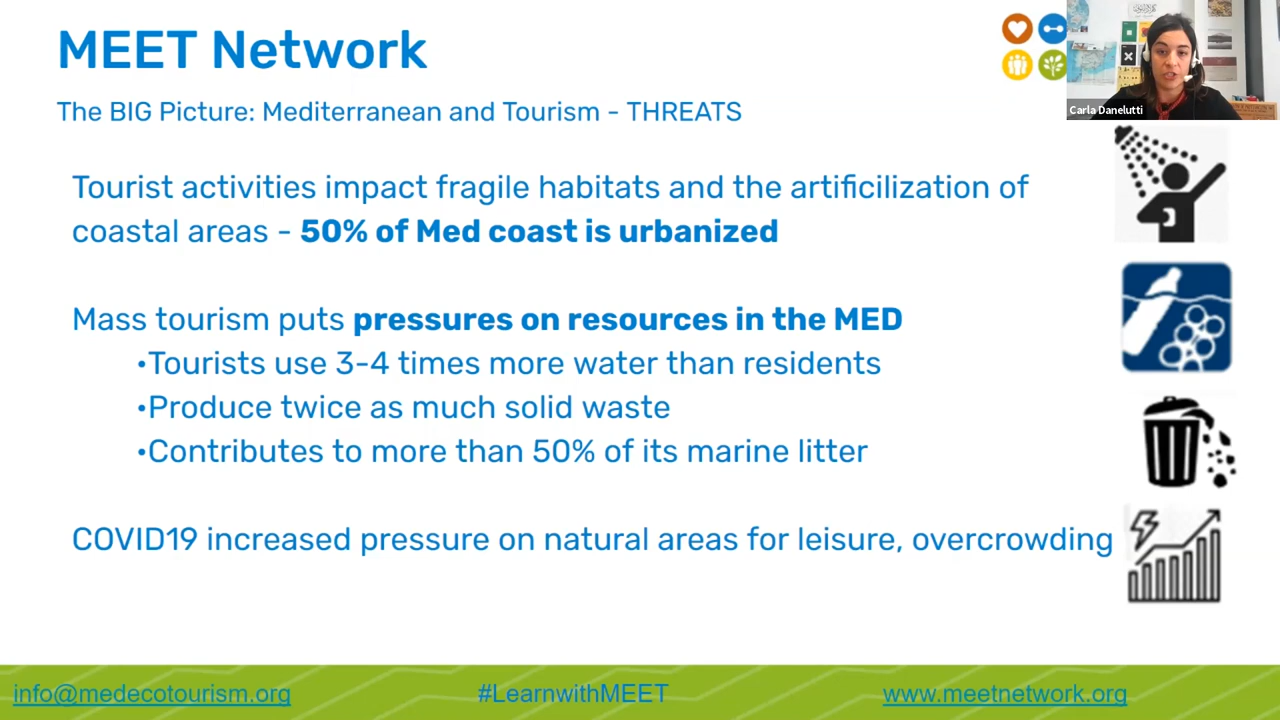 MEET Network
Carla Danelutti
The BIG Picture: Mediterranean and Tourism - THREATS
Tourist activities impact fragile habitats and the artificilization of
coastal areas - 50% of Med coast is urbanized
Mass tourism puts pressures on resources in the MED
•Tourists use 3-4 times more water than residents
•Produce twice as much solid waste
•Contributes to more than 50% of its marine litter
COVID19 increased pressure on natural areas for leisure, overcrowding
info@medecotourism.org
#LearnwithMEET
www.meetnetwork.org